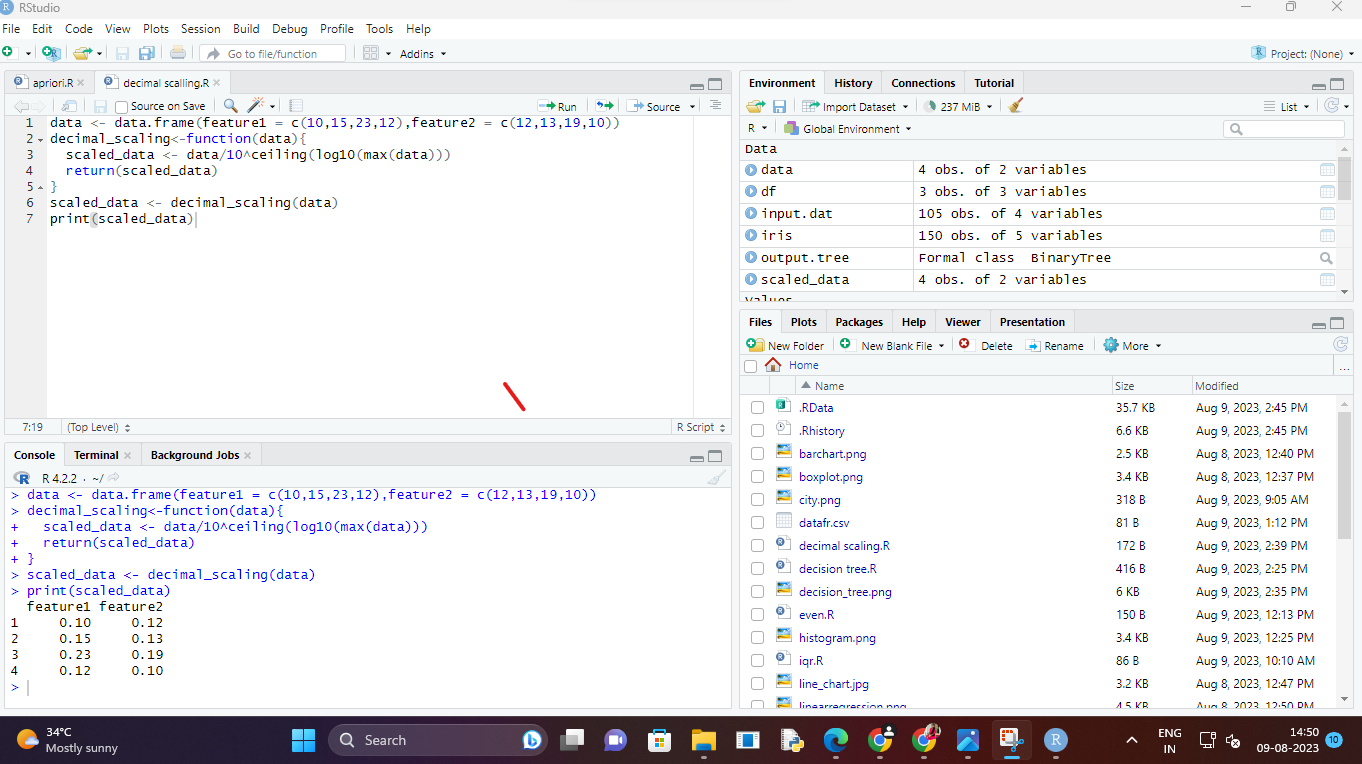 RStudio
File Edit Code View Plots Session Build Debug Profile Tools Help
Go to file/function Addins Project: (None)
apriori.R decimal scalling.R
Source on Save Run Source
1 data <- data.frame(feature1 = c(10,15,23,12),feature2 = c(12,13,19,10))
2 decimal_scaling<-function(data){
3 scaled_data <- data/10^ceiling(log10(max(data)))
4 return(scaled_data)
5 }
6 scaled_data <- decimal_scaling(data)
7 print(scaled_data)
7:19 (Top Level) R Script
Console Terminal Background Jobs
R 4.2.2 · ~/
> data <- data.frame(feature1 = c(10,15,23,12),feature2 = c(12,13,19,10))
> decimal_scaling<-function(data){
+ scaled_data <- data/10^ceiling(log10(max(data)))
+ return(scaled_data)
+ }
> scaled_data <- decimal_scaling(data)
> print(scaled_data)
feature1 feature2
1 0.10 0.12
2 0.15 0.13
3 0.23 0.19
4 0.12 0.10
>
Environment History Connections Tutorial
Import Dataset 237 MiB List
R Global Environment
Data
data 4 obs. of 2 variables
df 3 obs. of 3 variables
input.dat 105 obs. of 4 variables
iris 150 obs. of 5 variables
output.tree Formal class BinaryTree
scaled_data 4 obs. of 2 variables
Values
Files Plots Packages Help Viewer Presentation
New Folder New Blank File Delete Rename More
Home ...
Name Size Modified
.RData 35.7 KB Aug 9, 2023, 2:45 PM
.Rhistory 6.6 KB Aug 9, 2023, 2:45 PM
barchart.png 2.5 KB Aug 8, 2023, 12:40 PM
boxplot.png 3.4 KB Aug 8, 2023, 12:37 PM
city.png 318 B Aug 9, 2023, 9:05 AM
datafr.csv 81 B Aug 9, 2023, 1:12 PM
decimal scaling.R 172 B Aug 9, 2023, 2:39 PM
decision tree.R 416 B Aug 9, 2023, 2:25 PM
decision_tree.png 6 KB Aug 9, 2023, 2:35 PM
even.R 150 B Aug 9, 2023, 12:13 PM
histogram.png 3.4 KB Aug 9, 2023, 12:25 PM
iqr.R 86 B Aug 9, 2023, 10:10 AM
line_chart.jpg 3.2 KB Aug 8, 2023, 12:47 PM
linearregression.png 4.5 KB Aug 8, 2023, 12:50 PM
34°C
Mostly sunny
Search
ENG
IN
14:50
09-08-2023
10